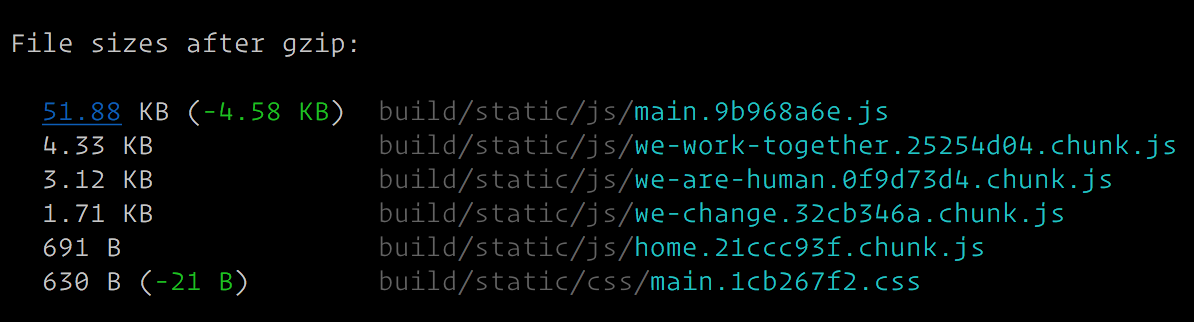 File sizes after gzip:
51.88 KB (-4.58 KB) build/static/js/main.9b968a6e.js
4.33 KB build/static/js/we-work-together.25254d04.chunk.js
3.12 KB build/static/js/we-are-human.0f9d73d4.chunk.js
1.71 KB build/static/js/we-change.32cb346a.chunk.js
691 B build/static/js/home.21ccc93f.chunk.js
630 B (-21 B) build/static/css/main.1cb267f2.css